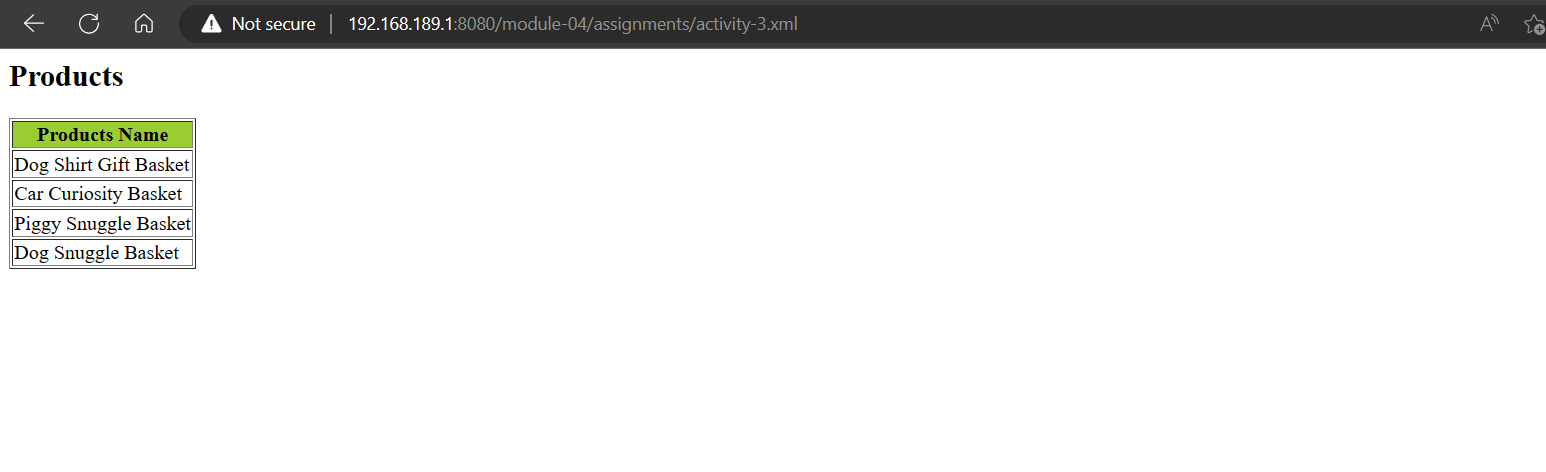 Not secure 192.168.189.1:8080/module-04/assignments/activity-3.xml
Products
Products Name
Dog Shirt Gift Basket
Car Curiosity Basket
Piggy Snuggle Basket
Dog Snuggle Basket